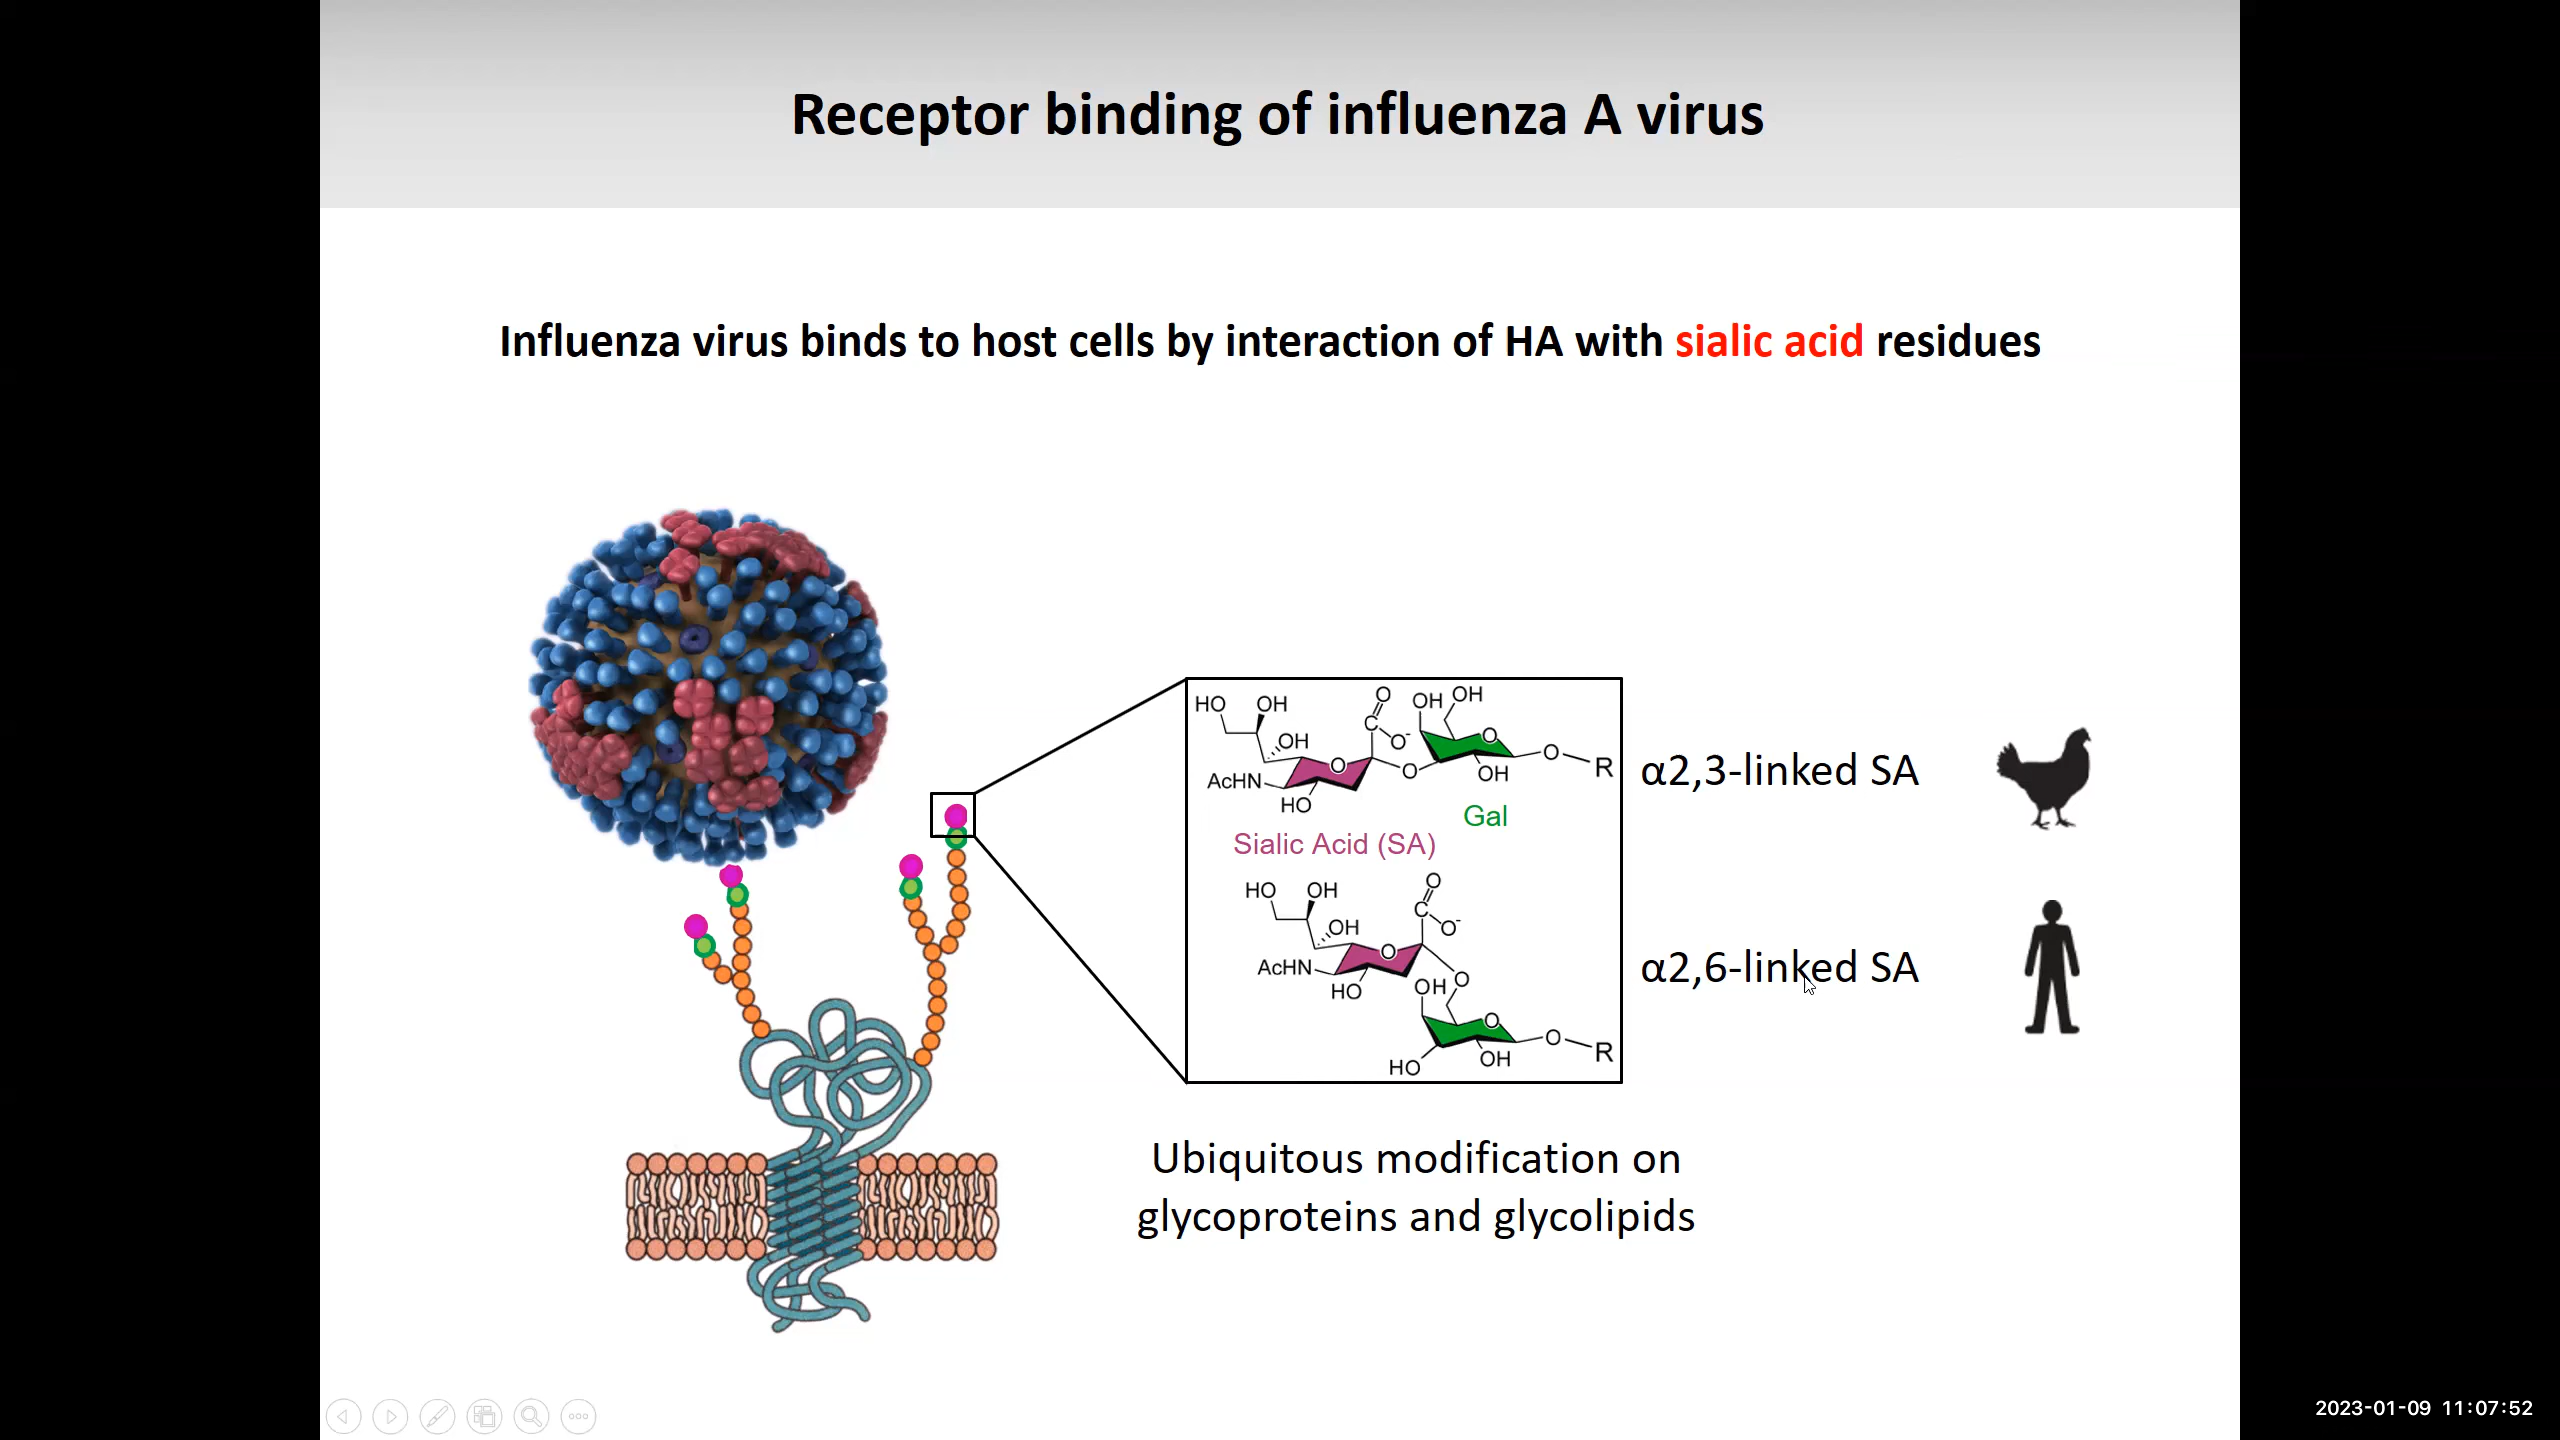 Receptor binding of influenza A virus
Influenza virus binds to host cells by interaction of HA with sialic acid residues
HO OH O OH OH
C
OH O- O
O O O R
AcHN OH
HO
Gal
Sialic Acid (SA)
α2,3-linked SA
HO OH O
C
OH O-
O
AcHN O
HO OH
O O R
HO OH
α2,6-linked SA
Ubiquitous modification on
glycoproteins and glycolipids
2023-01-09 11:07:52